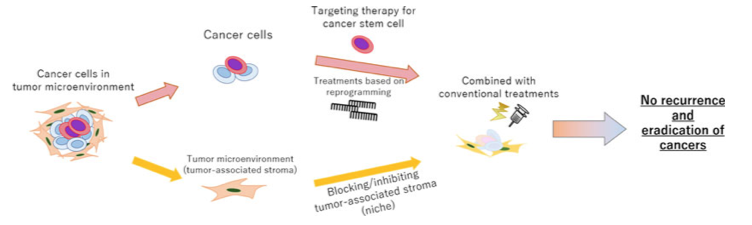 Cancer cells in
tumor microenvironment
Cancer cells
Targeting therapy for
cancer stem cell
Treatments based on
reprogramming
Tumor microenvironment
(tumor-associated stroma)
Blocking/inhibiting
tumor-associated stroma
(niche)
Combined with
conventional treatments
No recurrence
and
eradication of
cancers